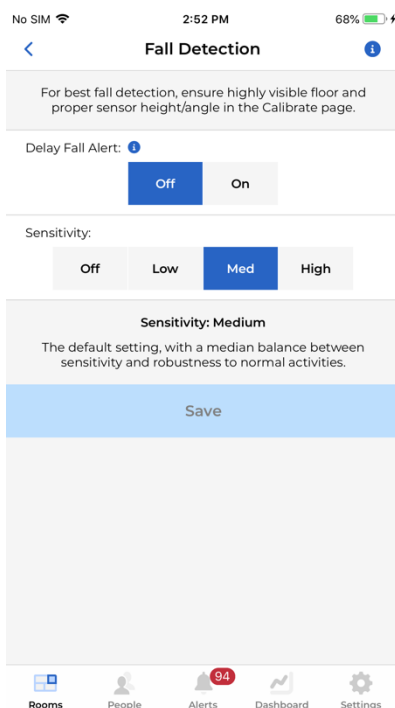 No SIM 2:52 PM 68%
Fall Detection
For best fall detection, ensure highly visible floor and
proper sensor height/angle in the Calibrate page.
Delay Fall Alert:
Off On
Sensitivity:
Off Low Med High
Sensitivity: Medium
The default setting, with a median balance between
sensitivity and robustness to normal activities.
Save
94
Rooms People Alerts Dashboard Settings